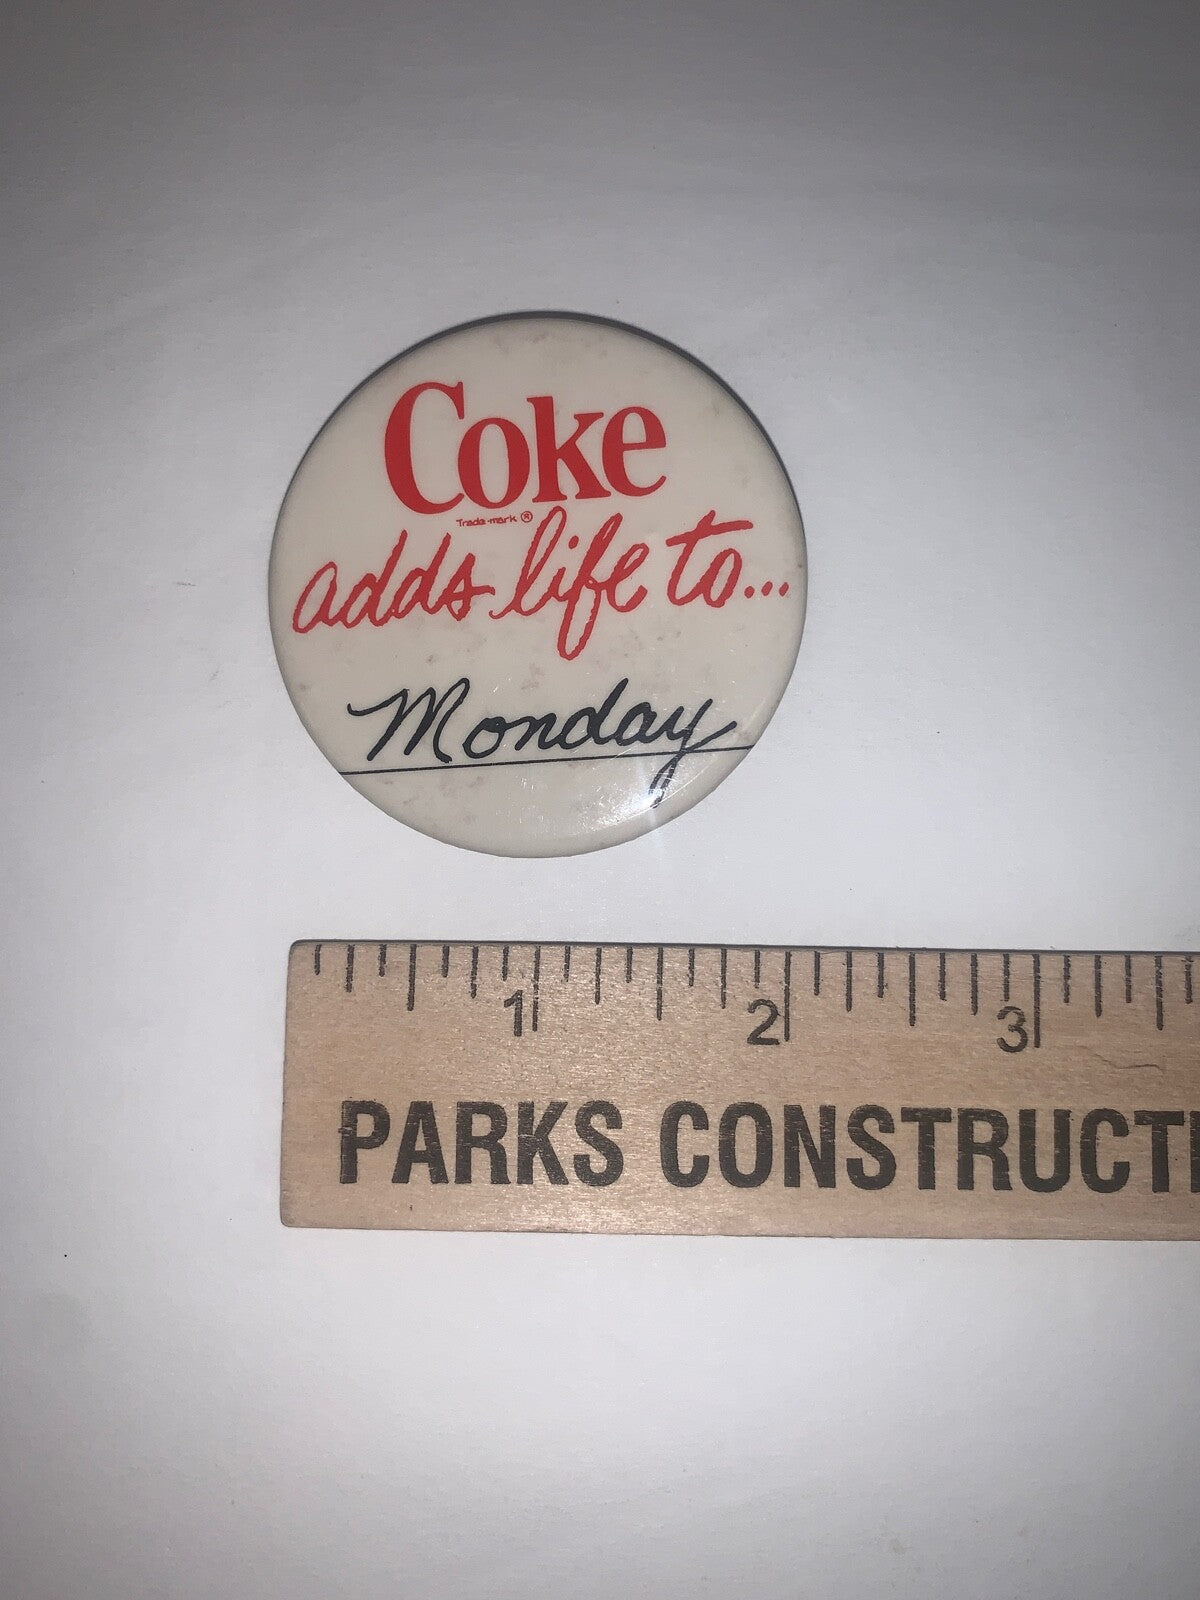 Coke
Trade-mark ®
adds life to...
Monday
1 2 3
PARKS CONSTRUCT